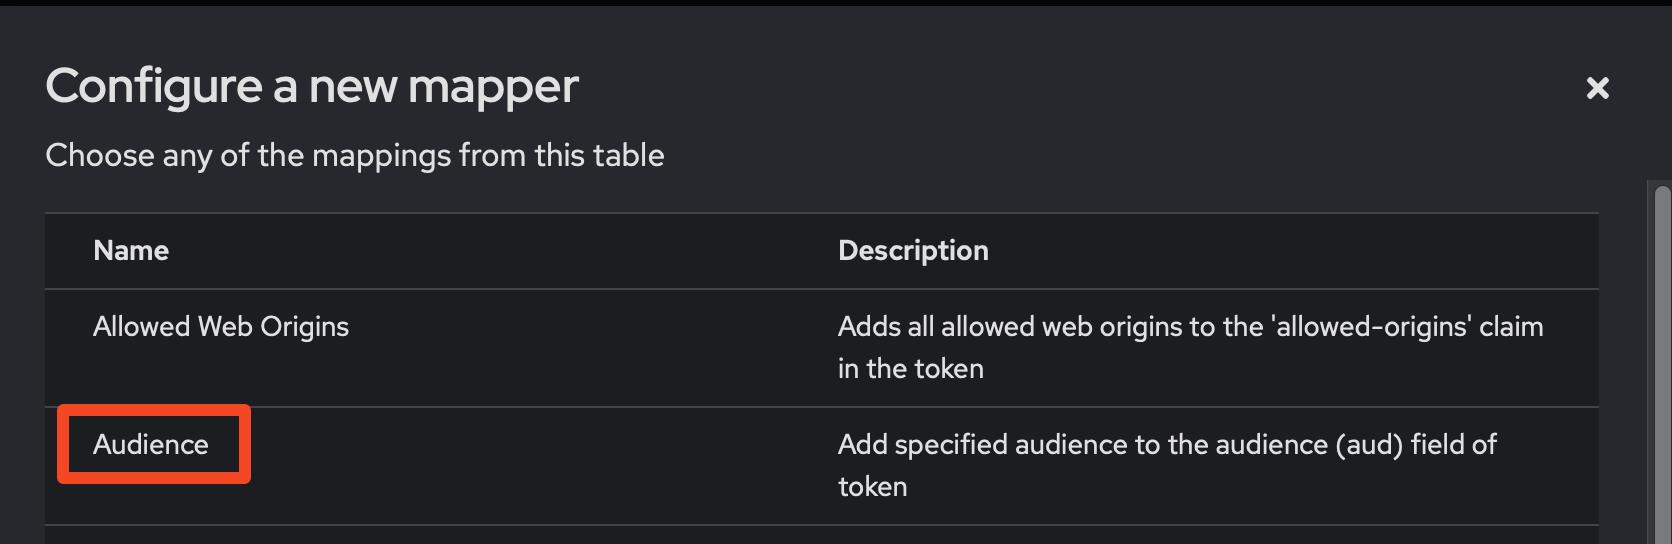 Configure a new mapper
Choose any of the mappings from this table
Name Description
Allowed Web Origins Adds all allowed web origins to the 'allowed-origins' claim
in the token
Audience Add specified audience to the audience (aud) field of
token